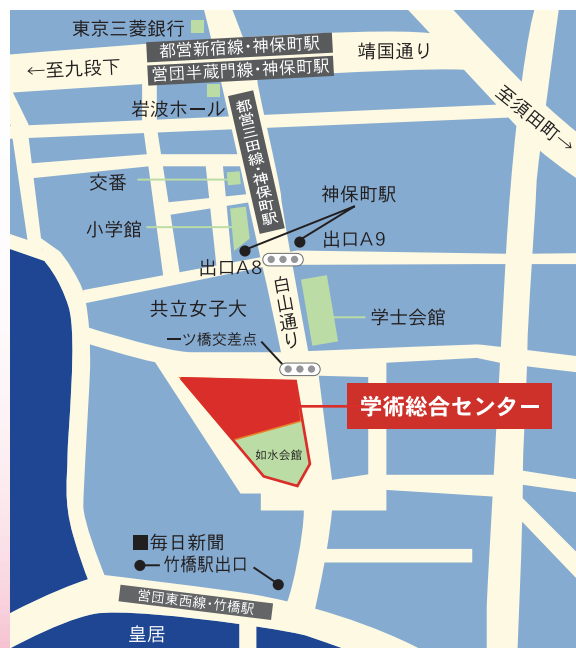 東京三菱銀行
都営新宿線・神保町駅
靖国通り
←至九段下
営団半蔵門線・神保町駅
至須田町→
岩波ホール
都営三田線・神保町駅
交番
神保町駅
小学館
出口A9
出口A8
白山通り
共立女子大
学士会館
一ツ橋交差点
学術総合センター
如水会館
■毎日新聞
竹橋駅出口
営団東西線・竹橋駅
皇居